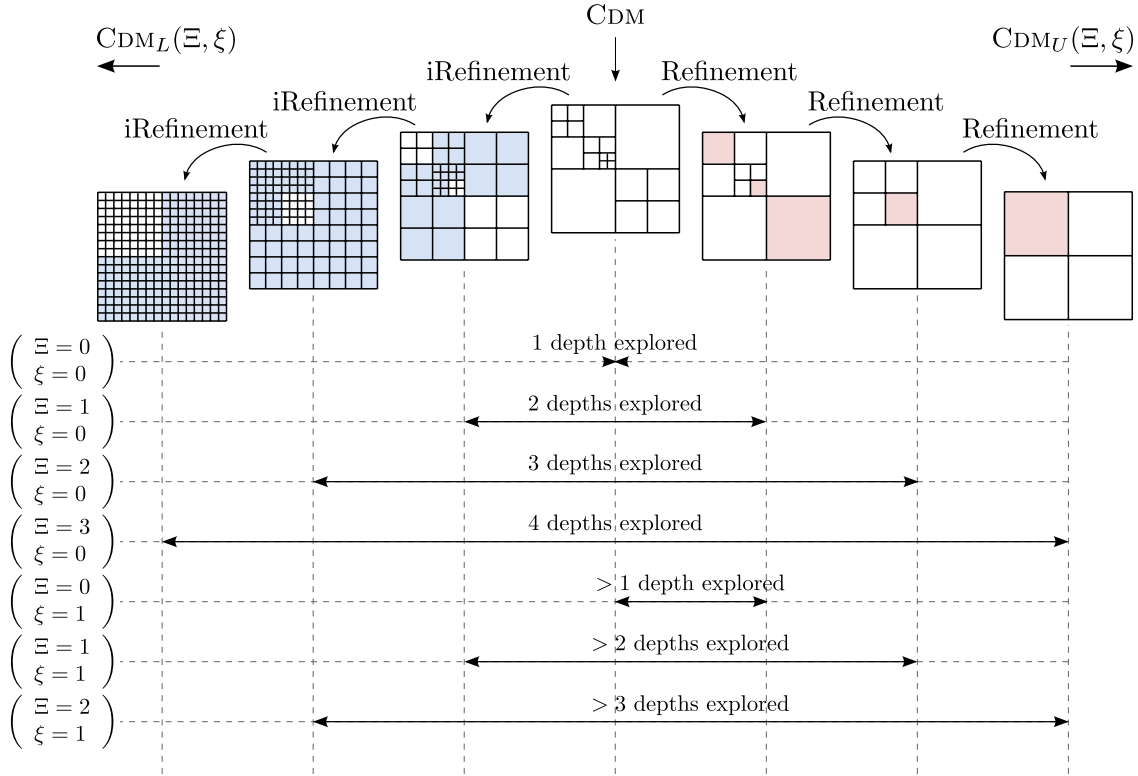 CDM
CDM_L(Ξ, ξ)
CDM_U(Ξ, ξ)
iRefinement
Refinement
iRefinement
Refinement
iRefinement
Refinement
1 depth explored
Ξ = 0
ξ = 0
2 depths explored
Ξ = 1
ξ = 0
3 depths explored
Ξ = 2
ξ = 0
4 depths explored
Ξ = 3
ξ = 0
> 1 depth explored
Ξ = 0
ξ = 1
> 2 depths explored
Ξ = 1
ξ = 1
> 3 depths explored
Ξ = 2
ξ = 1